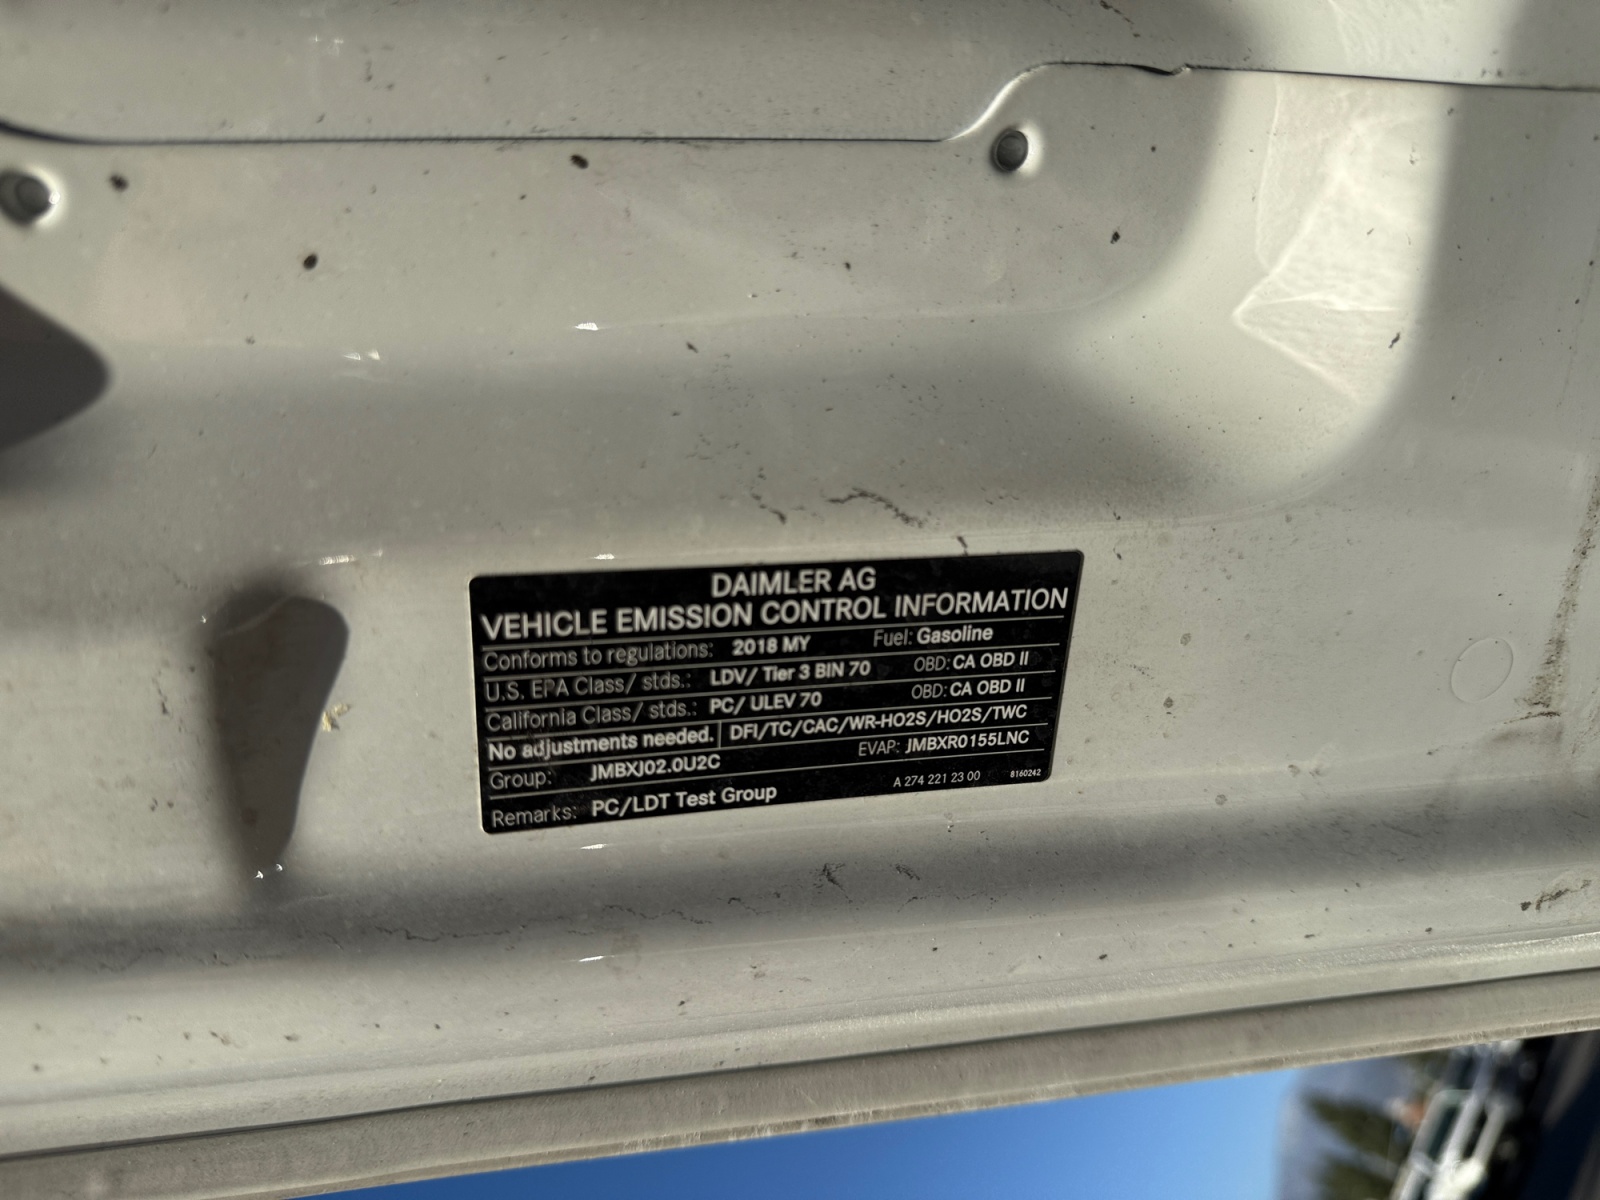 DAIMLER AG
VEHICLE EMISSION CONTROL INFORMATION
Conforms to regulations: 2018 MY Fuel: Gasoline
U.S. EPA Class/ stds.: LDV/ Tier 3 BIN 70 OBD: CA OBD II
California Class/ stds.: PC/ ULEV 70 OBD: CA OBD II
No adjustments needed. DFI/TC/CAC/WR-HO2S/HO2S/TWC
Group: JMBXJ02.0U2C EVAP: JMBXR0155LNC
Remarks: PC/LDT Test Group A 274 221 23 00 8160242